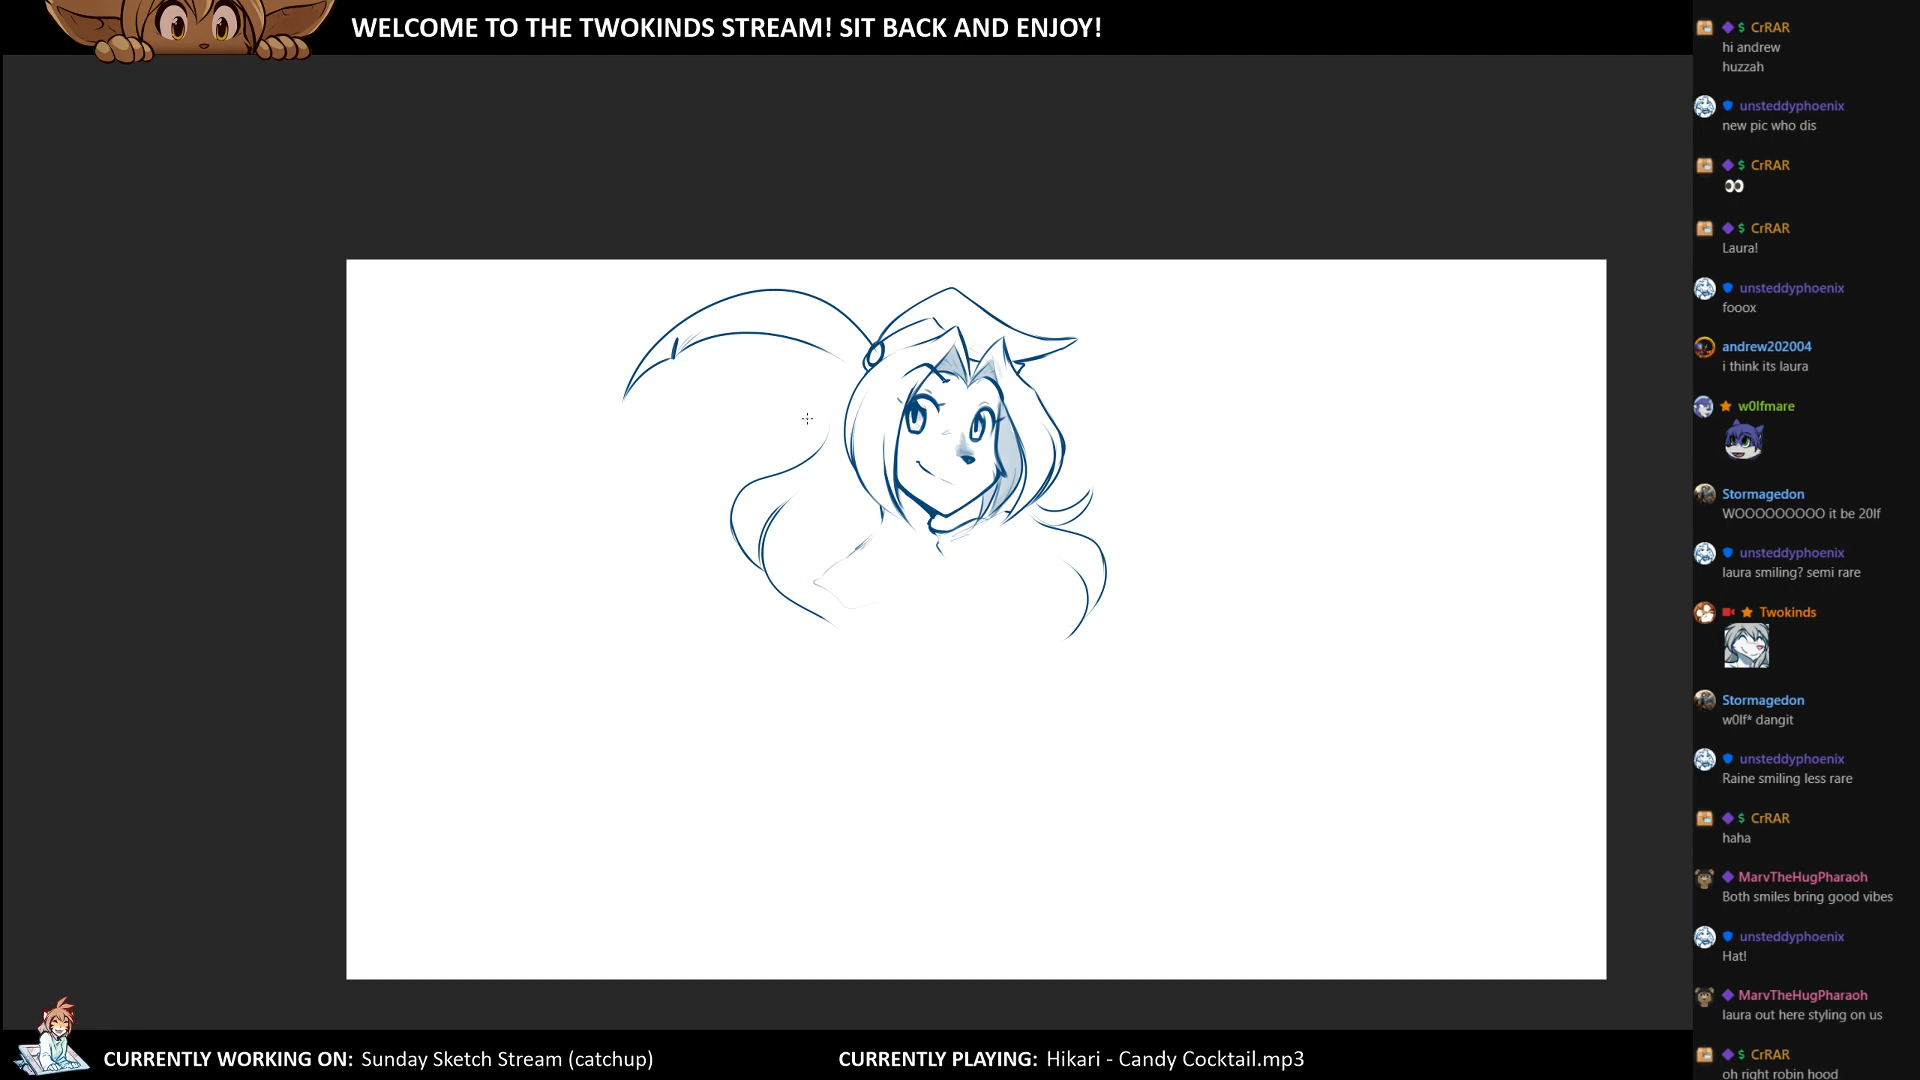 WELCOME TO THE TWOKINDS STREAM! SIT BACK AND ENJOY!
$ CrRAR
hi andrew
huzzah
unsteddyphoenix
new pic who dis
$ CrRAR
$ CrRAR
Laura!
unsteddyphoenix
fooox
andrew202004
i think its laura
w0lfmare
Stormagedon
WOOOOOOOOO it be 20lf
unsteddyphoenix
laura smiling? semi rare
Twokinds
Stormagedon
w0lf* dangit
unsteddyphoenix
Raine smiling less rare
$ CrRAR
haha
MarvTheHugPharaoh
Both smiles bring good vibes
unsteddyphoenix
Hat!
MarvTheHugPharaoh
laura out here styling on us
$ CrRAR
oh right robin hood
CURRENTLY WORKING ON: Sunday Sketch Stream (catchup)
CURRENTLY PLAYING: Hikari - Candy Cocktail.mp3